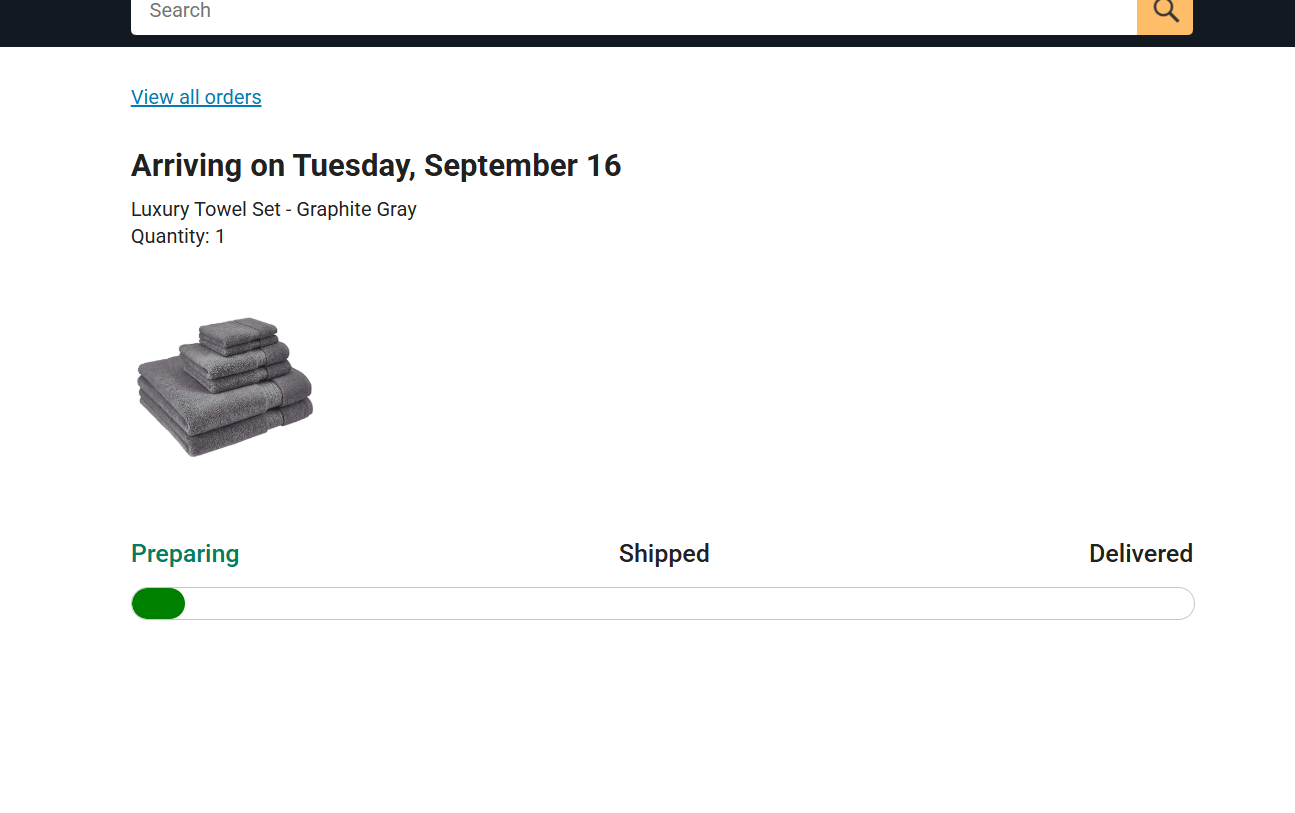 Search
View all orders
Arriving on Tuesday, September 16
Luxury Towel Set - Graphite Gray
Quantity: 1
Preparing Shipped Delivered